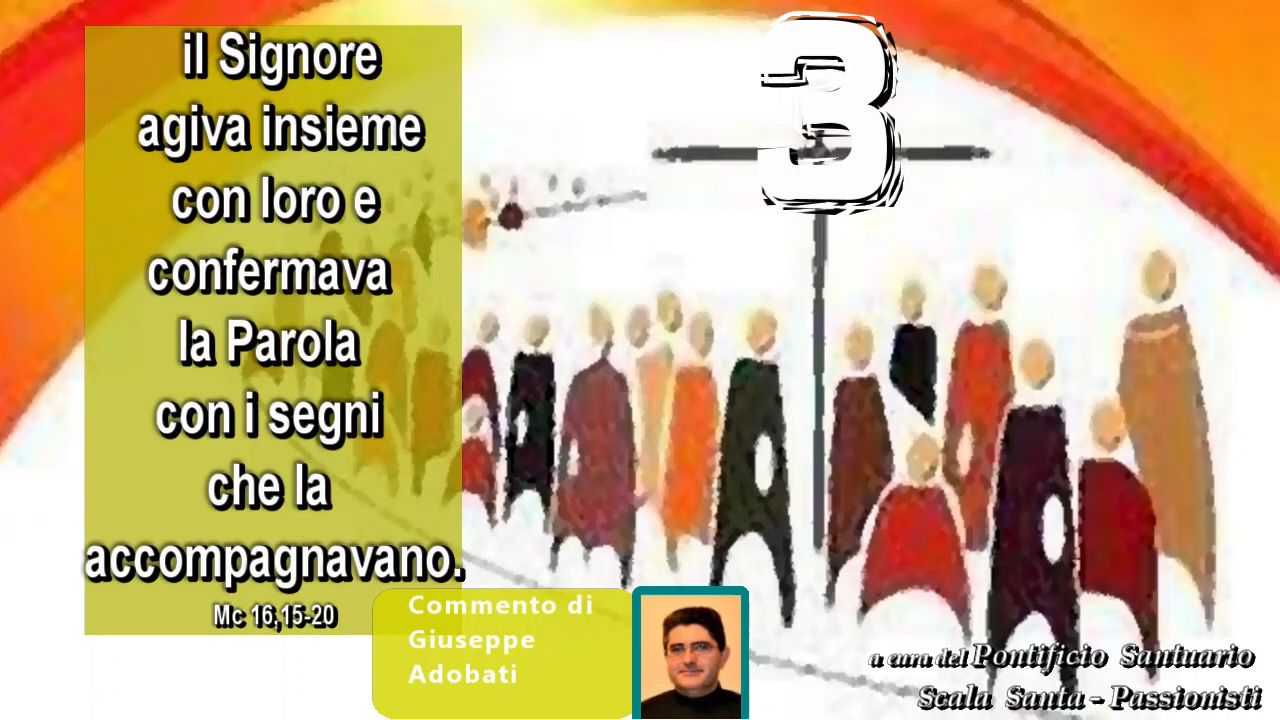 il Signore
agiva insieme
con loro e
confermava
la Parola
con i segni
che la
accompagnavano.
Mc 16,15-20
3
Commento di
Giuseppe
Adobati
a cura del Pontificio Santuario
Scala Santa - Passionisti